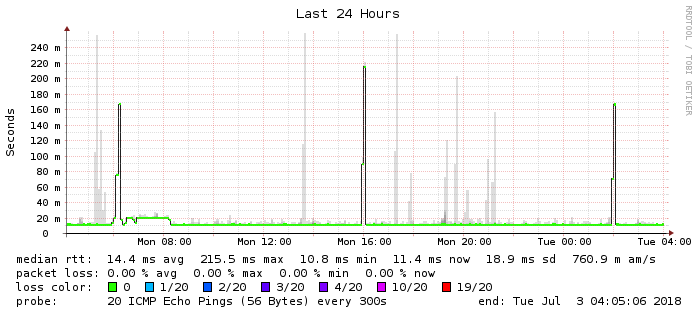 Last 24 Hours
RRDTOOL / TOBI OETIKER
Seconds
240 m
220 m
200 m
180 m
160 m
140 m
120 m
100 m
80 m
60 m
40 m
20 m
0
Mon 08:00 Mon 12:00 Mon 16:00 Mon 20:00 Tue 00:00 Tue 04:00
median rtt: 14.4 ms avg 215.5 ms max 10.8 ms min 11.4 ms now 18.9 ms sd 760.9 m am/s
packet loss: 0.00 % avg 0.00 % max 0.00 % min 0.00 % now
loss color: 0 1/20 2/20 3/20 4/20 10/20 19/20
probe: 20 ICMP Echo Pings (56 Bytes) every 300s end: Tue Jul 3 04:05:06 2018